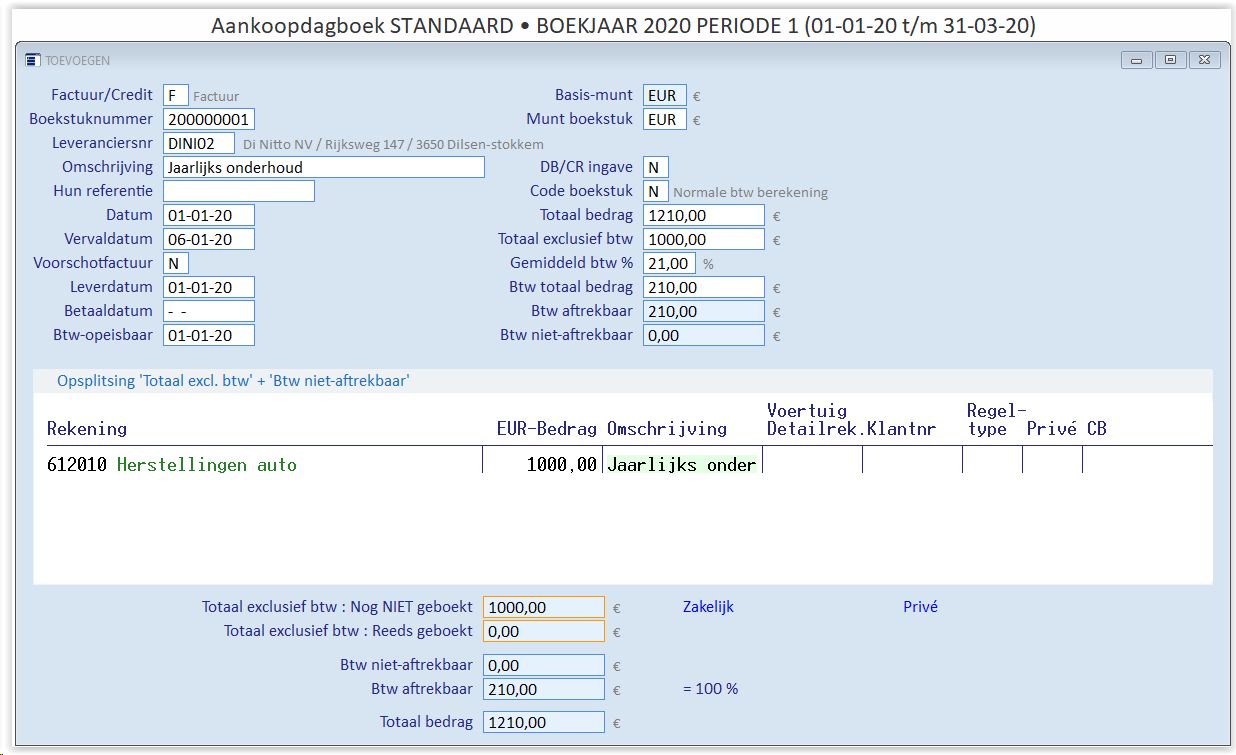 Aankoopdagboek STANDAARD • BOEKJAAR 2020 PERIODE 1 (01-01-20 t/m 31-03-20)
TOEVOEGEN
Factuur/Credit F Factuur Basis-munt EUR €
Boekstuknummer 200000001 Munt boekstuk EUR €
Leveranciersnr DINI02 Di Nitto NV / Rijksweg 147 / 3650 Dilsen-stokkem
Omschrijving Jaarlijks onderhoud DB/CR ingave N
Hun referentie Code boekstuk N Normale btw berekening
Datum 01-01-20 Totaal bedrag 1210,00 €
Vervaldatum 06-01-20 Totaal exclusief btw 1000,00 €
Voorschotfactuur N Gemiddeld btw % 21,00 %
Leverdatum 01-01-20 Btw totaal bedrag 210,00 €
Betaaldatum - - Btw aftrekbaar 210,00 €
Btw-opeisbaar 01-01-20 Btw niet-aftrekbaar 0,00 €
Opsplitsing 'Totaal excl. btw' + 'Btw niet-aftrekbaar'
Voertuig Regel-
Rekening EUR-Bedrag Omschrijving Detailrek. Klantnr type Privé CB
612010 Herstellingen auto 1000,00 Jaarlijks onder
Totaal exclusief btw : Nog NIET geboekt 1000,00 € Zakelijk Privé
Totaal exclusief btw : Reeds geboekt 0,00 €
Btw niet-aftrekbaar 0,00 €
Btw aftrekbaar 210,00 € = 100 %
Totaal bedrag 1210,00 €